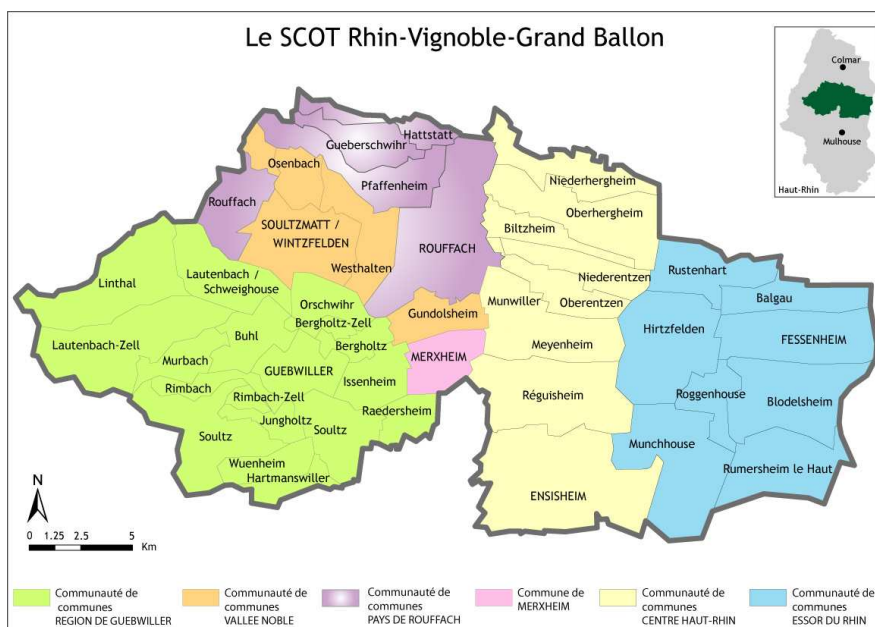 Le SCOT Rhin-Vignoble-Grand Ballon
Colmar
Mulhouse
Haut-Rhin
Hattstatt
Gueberschwihr
Osenbach
Pfaffenheim
Rouffach
SOULTZMATT /
WINTZFELDEN
ROUFFACH
Westhalten
Niederhergheim
Oberhergheim
Biltzheim
Niederentzen
Oberentzen
Munwiller
Rustenhart
Balgau
Linthal
Lautenbach /
Schweighouse
Orschwihr
Bergholtz-Zell
Gundolsheim
Hirtzfelden
FESSENHEIM
Lautenbach-Zell
Buhl
Bergholtz
MERXHEIM
Meyenheim
Murbach
GUEBWILLER
Issenheim
Rimbach
Rimbach-Zell
Réguisheim
Roggenhouse
Blodelsheim
Raedersheim
Jungholtz
Soultz
Soultz
Munchhouse
Wuenheim
Hartmanswiller
Rumersheim le Haut
ENSISHEIM
N
0 1.25 2.5 5
Km
Communauté de
communes
REGION DE GUEBWILLER
Communauté de
communes
VALLEE NOBLE
Communauté de
communes
PAYS DE ROUFFACH
Commune de
MERXHEIM
Communauté de
communes
CENTRE HAUT-RHIN
Communauté de
communes
ESSOR DU RHIN